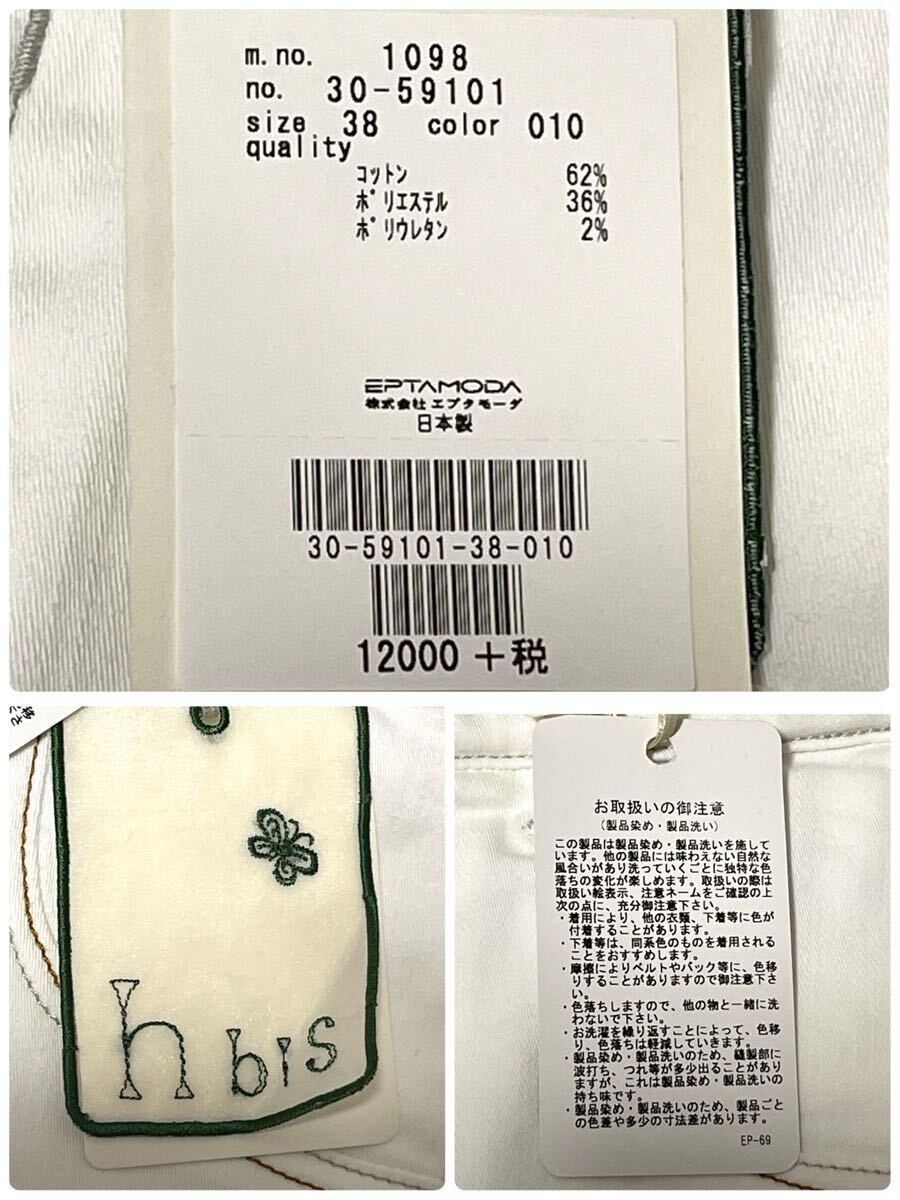 m.no. 1098
no. 30-59101
size 38 color 010
quality
ｺｯﾄﾝ 62%
ﾎﾟﾘｴｽﾃﾙ 36%
ﾎﾟﾘｳﾚﾀﾝ 2%
EPTAMODA
株式会社 エプタモーダ
日本製
30-59101-38-010
12000 +税
h bis
お取扱いの御注意
(製品染め・製品洗い)
この製品は製品染め・製品洗いを施して
います。他の製品には味わえない自然な
風合いがあり洗っていくごとに独特な色
落ちの変化が楽しめます。取扱いの際は
取扱い絵表示、注意ネームをご確認の上
次の点に、充分御注意下さい。
・着用により、他の衣類、下着等に色が
付着することがあります。
・下着等は、同系色のものを着用される
ことをおすすめします。
・摩擦によりベルトやバック等に、色移
りすることがありますので御注意下さ
い。
・色落ちしますので、他の物と一緒に洗
わないで下さい。
・お洗濯を繰り返すことによって、色移
り、色落ちは軽減していきます。
・製品染め・製品洗いのため、縫製部に
波打ち、つれ等が多少出ることがあり
ますが、これは製品染め・製品洗いの
持ち味です。
・製品染め・製品洗いのため、製品ごと
の色差や多少の寸法差があります。
EP-69